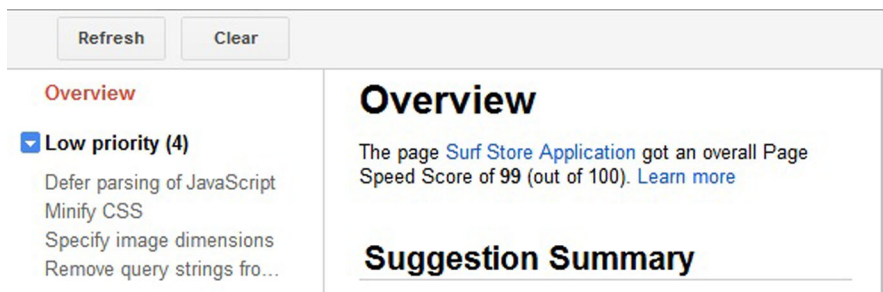 Refresh
Clear
Overview
Low priority (4)
Defer parsing of JavaScript
Minify CSS
Specify image dimensions
Remove query strings fro...
Overview
The page Surf Store Application got an overall Page
Speed Score of 99 (out of 100). Learn more
Suggestion Summary